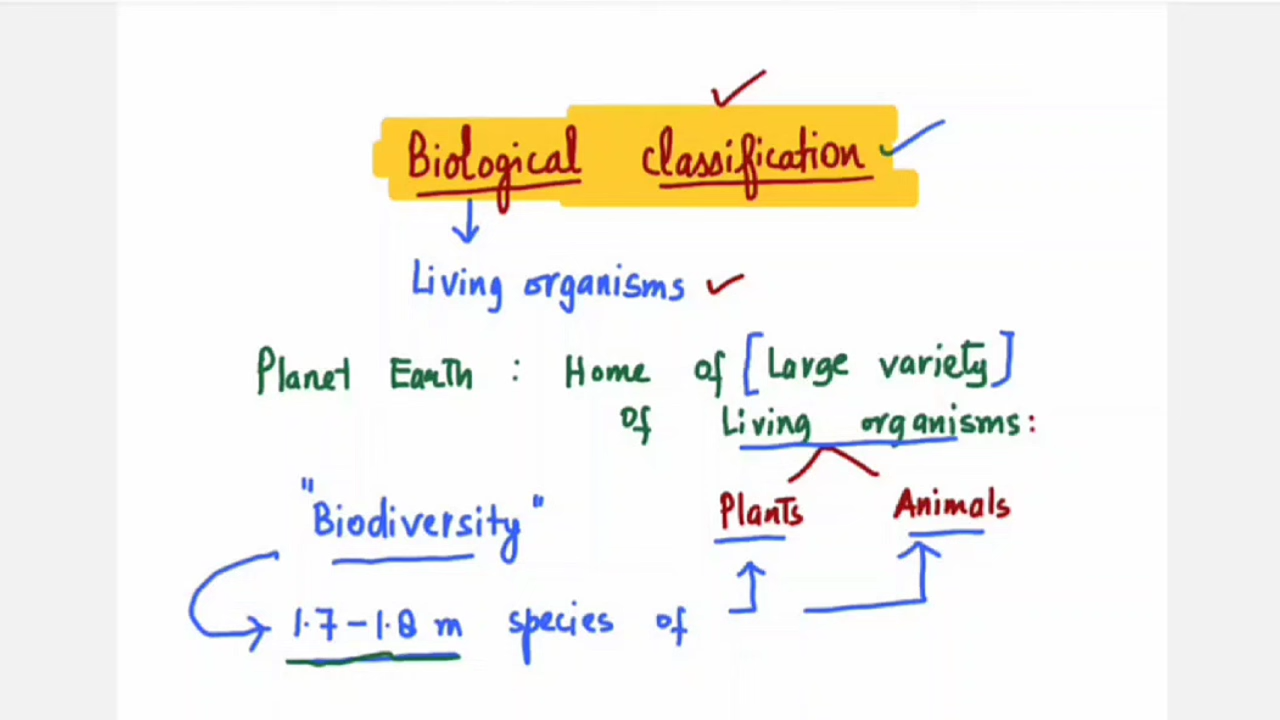 Biological classification
Living organisms
Planet Earth : Home of [Large variety]
of Living organisms:
Plants Animals
"Biodiversity"
1.7-1.8 m species of